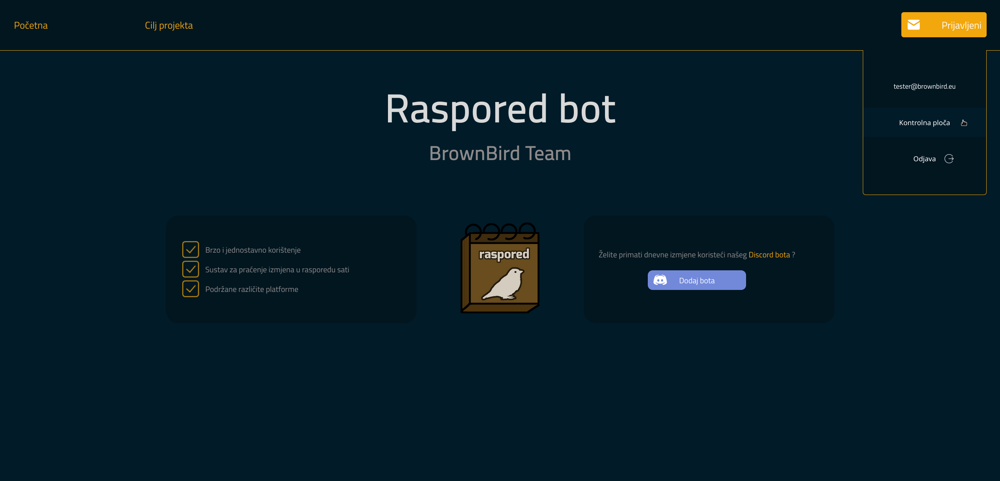 Početna
Cilj projekta
Prijavljeni
tester@brownbird.eu
Kontrolna ploča
Odjava
Raspored bot
BrownBird Team
Brzo i jednostavno korištenje
Sustav za praćenje izmjena u rasporedu sati
Podržane različite platforme
raspored
Želite primati dnevne izmjene koristeći našeg Discord bota ?
Dodaj bota